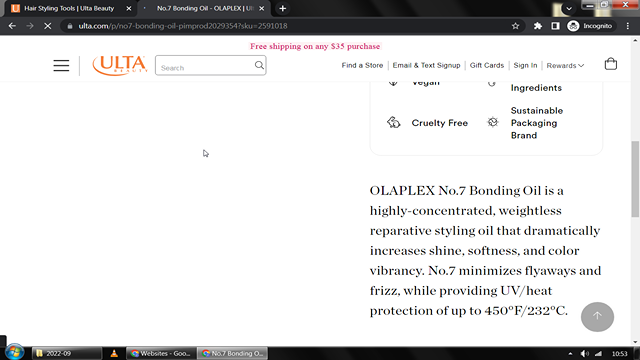 Hair Styling Tools | Ulta Beauty
No.7 Bonding Oil - OLAPLEX | Ul
ulta.com/p/no7-bonding-oil-pimprod2029354?sku=2591018
Incognito
Free shipping on any $35 purchase
ULTA
BEAUTY
Search
Find a Store
Email & Text Signup
Gift Cards
Sign In
Rewards
Vegan
Ingredients
Cruelty Free
Sustainable
Packaging
Brand
OLAPLEX No.7 Bonding Oil is a
highly-concentrated, weightless
reparative styling oil that dramatically
increases shine, softness, and color
vibrancy. No.7 minimizes flyaways and
frizz, while providing UV/heat
protection of up to 450°F/232°C.
2022-09
Websites - Goo...
No.7 Bonding O...
10:53